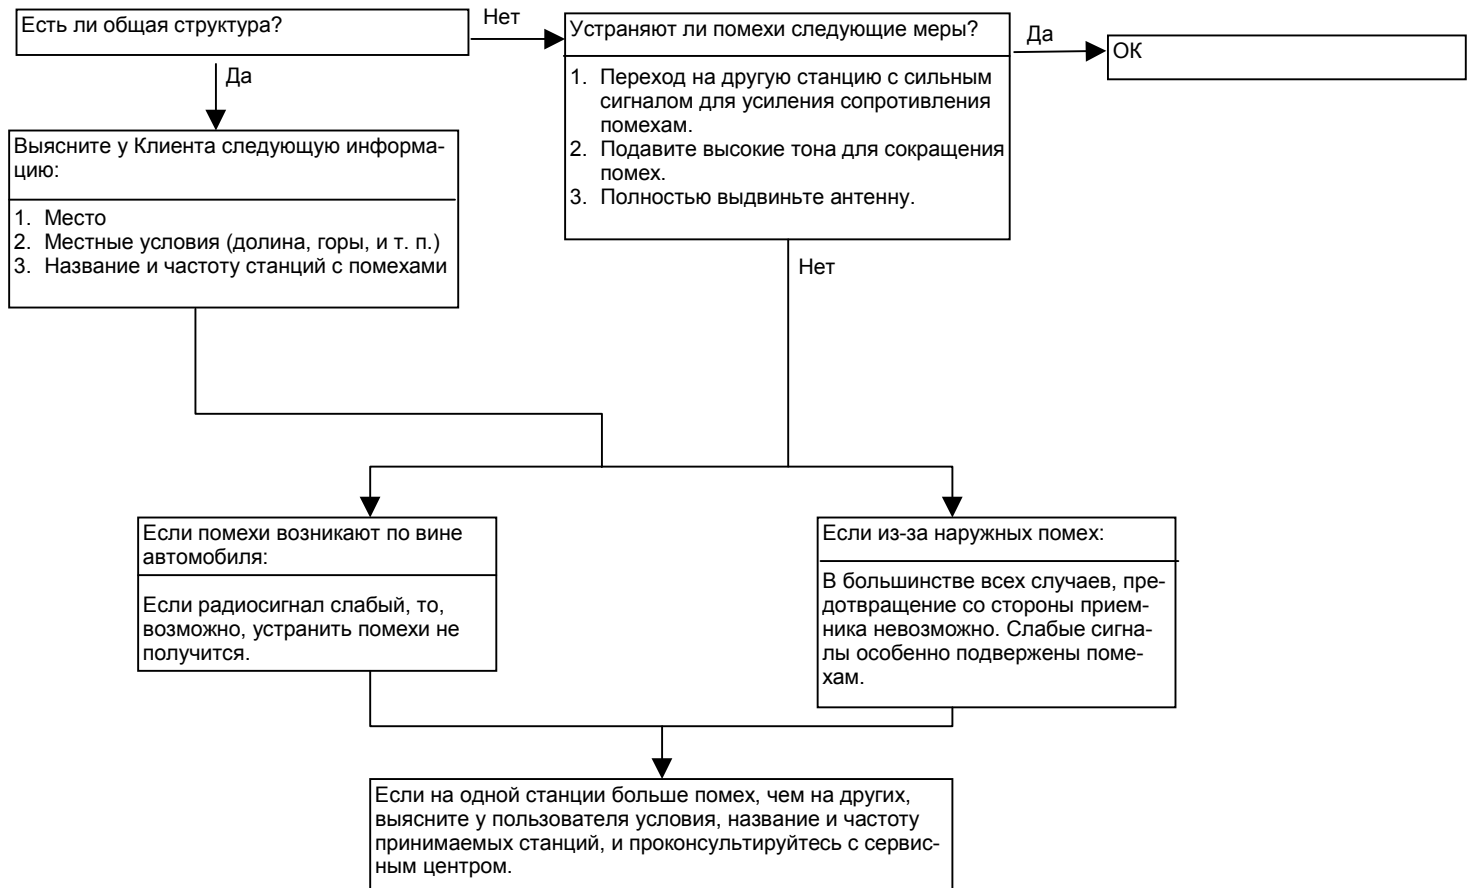 Есть ли общая структура?
Нет
Устраняют ли помехи следующие меры?
Да
ОК
Да
1. Переход на другую станцию с сильным
сигналом для усиления сопротивления
помехам.
2. Подавите высокие тона для сокращения
помех.
3. Полностью выдвиньте антенну.
Выясните у Клиента следующую информа-
цию:
1. Место
2. Местные условия (долина, горы, и т. п.)
3. Название и частоту станций с помехами
Нет
Если помехи возникают по вине
автомобиля:
Если радиосигнал слабый, то,
возможно, устранить помехи не
получится.
Если из-за наружных помех:
В большинстве всех случаев, пре-
дотвращение со стороны прием-
ника невозможно. Слабые сигна-
лы особенно подвержены поме-
хам.
Если на одной станции больше помех, чем на других,
выясните у пользователя условия, название и частоту
принимаемых станций, и проконсультируйтесь с сервис-
ным центром.